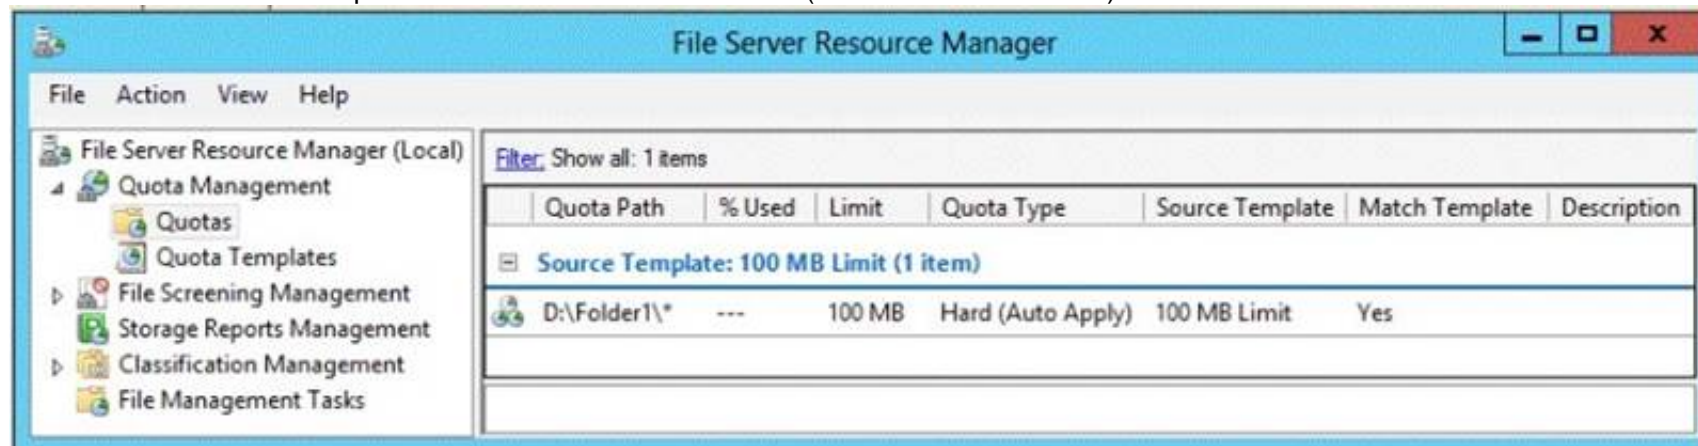 File Server Resource Manager
File Action View Help
File Server Resource Manager (Local)
Quota Management
Quotas
Quota Templates
File Screening Management
Storage Reports Management
Classification Management
File Management Tasks
Filter: Show all: 1 items
Quota Path % Used Limit Quota Type Source Template Match Template Description
Source Template: 100 MB Limit (1 item)
D:\Folder1\* --- 100 MB Hard (Auto Apply) 100 MB Limit Yes